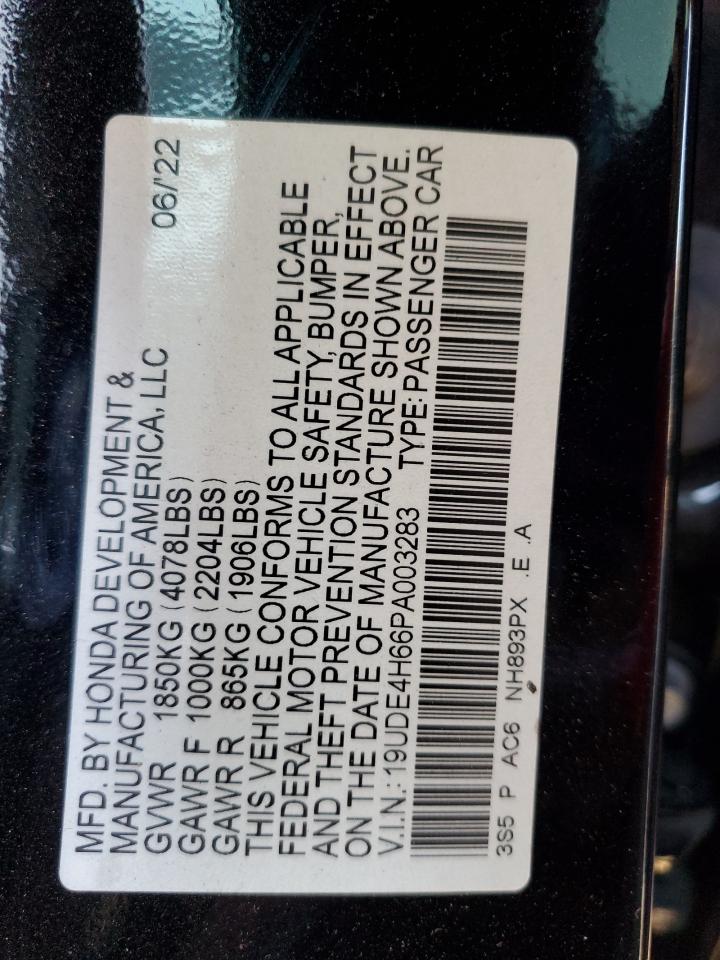 MFD. BY HONDA DEVELOPMENT &
MANUFACTURING OF AMERICA, LLC 06/'22
GVWR 1850KG (4078LBS)
GAWR F 1000KG (2204LBS)
GAWR R 865KG (1906LBS)
THIS VEHICLE CONFORMS TO ALL APPLICABLE
FEDERAL MOTOR VEHICLE SAFETY, BUMPER,
AND THEFT PREVENTION STANDARDS IN EFFECT
ON THE DATE OF MANUFACTURE SHOWN ABOVE.
V.I.N.: 19UDE4H66PA003283 TYPE: PASSENGER CAR
3S5 P AC6 NH893PX .E .A